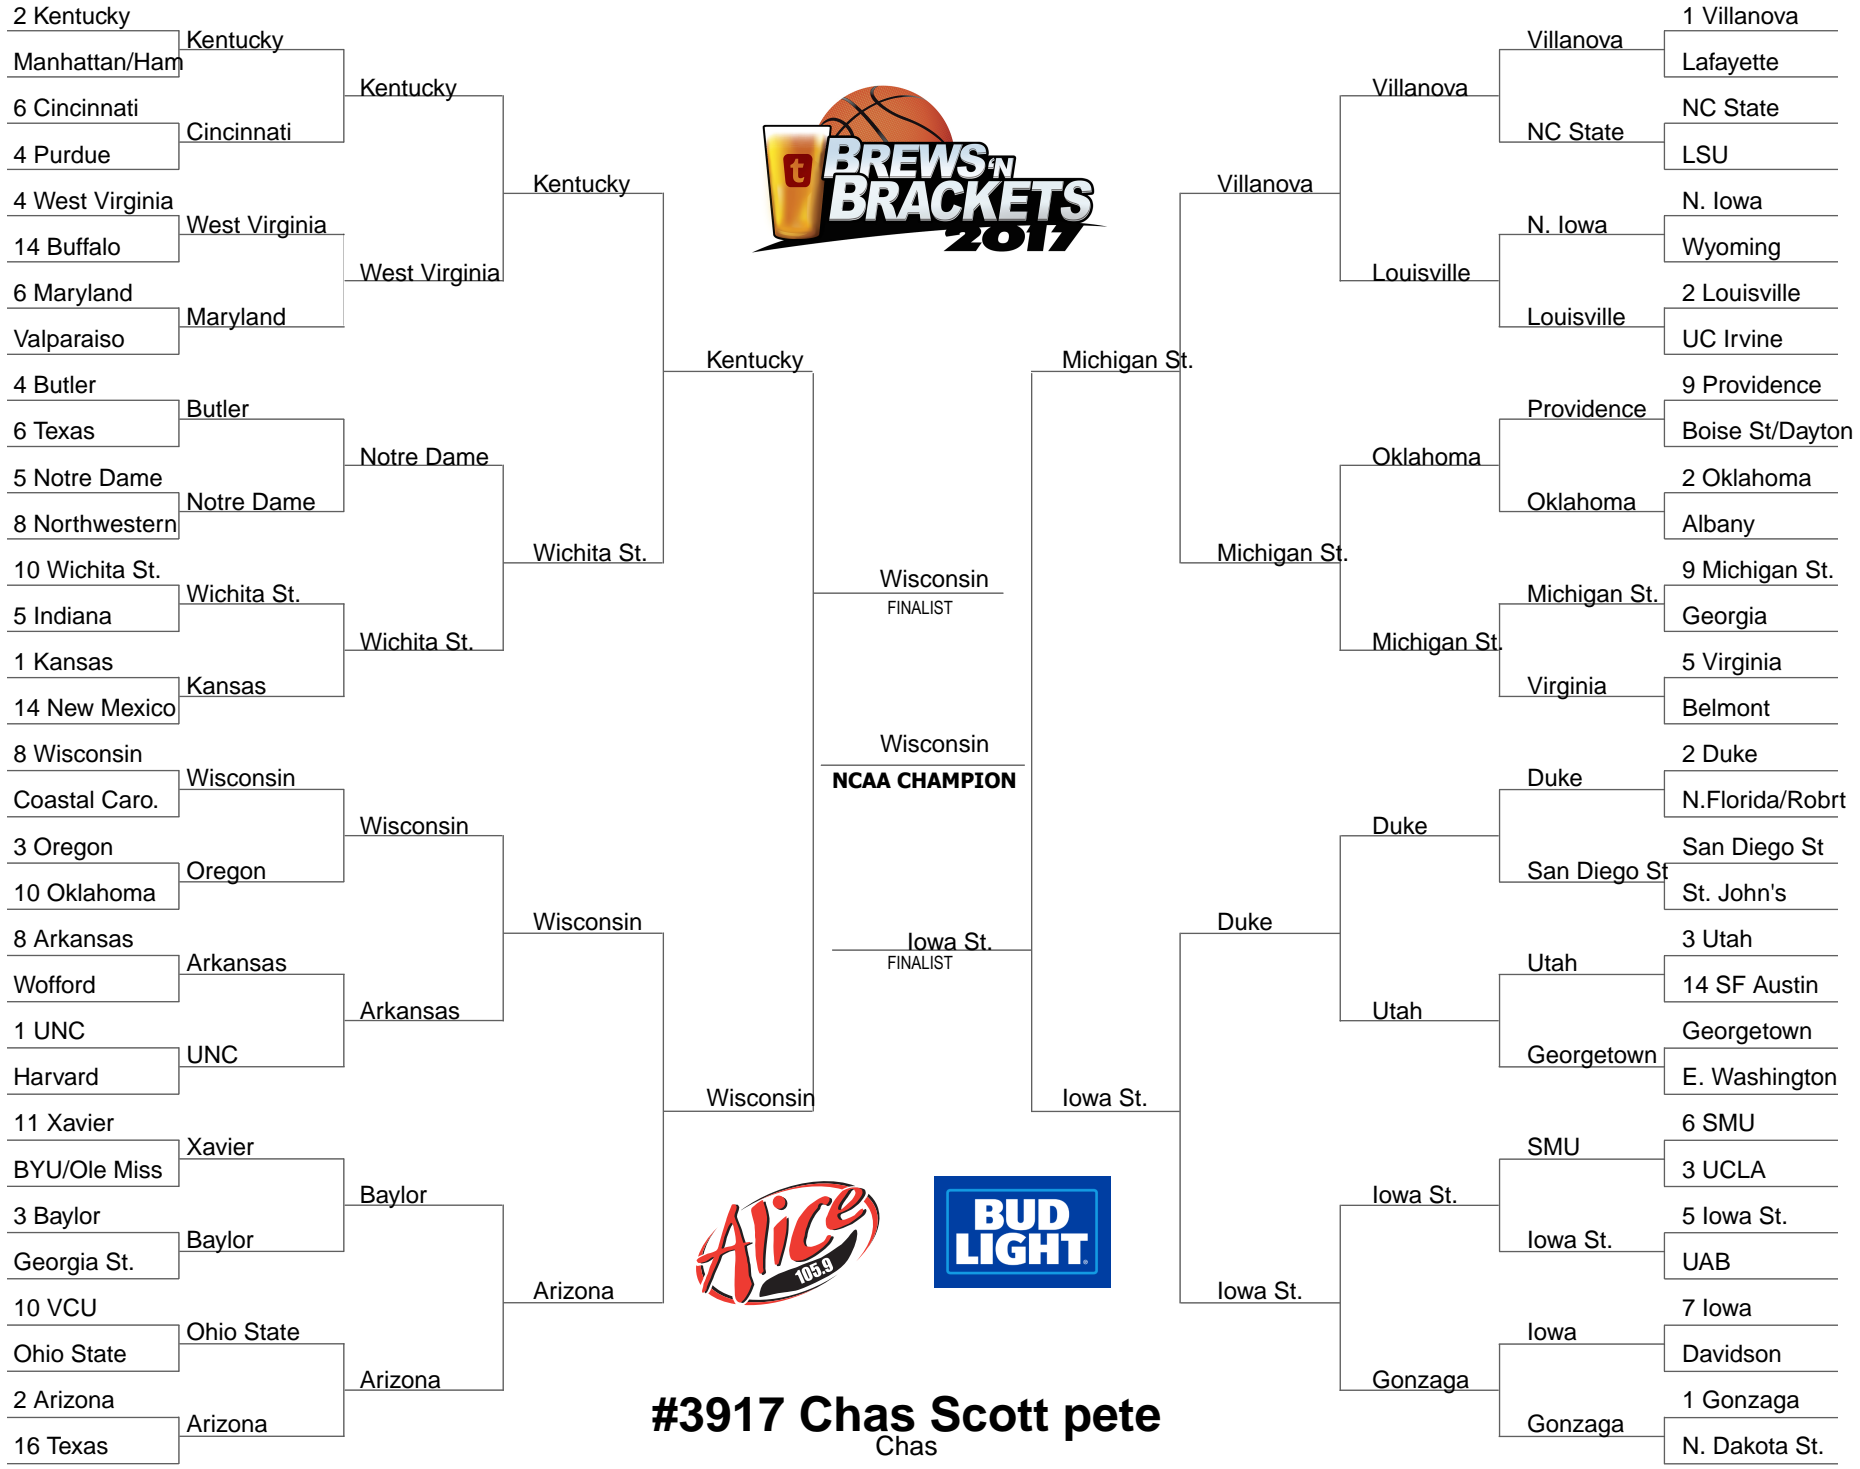 2 Kentucky
Manhattan/Ham
6 Cincinnati
4 Purdue
4 West Virginia
14 Buffalo
6 Maryland
Valparaiso
4 Butler
6 Texas
5 Notre Dame
8 Northwestern
10 Wichita St.
5 Indiana
1 Kansas
14 New Mexico
8 Wisconsin
Coastal Caro.
3 Oregon
10 Oklahoma
8 Arkansas
Wofford
1 UNC
Harvard
11 Xavier
BYU/Ole Miss
3 Baylor
Georgia St.
10 VCU
Ohio State
2 Arizona
16 Texas
Kentucky
Cincinnati
West Virginia
Maryland
Butler
Notre Dame
Wichita St.
Kansas
Wisconsin
Oregon
Arkansas
UNC
Xavier
Baylor
Ohio State
Arizona
Kentucky
West Virginia
Notre Dame
Wichita St.
Wisconsin
Arkansas
Baylor
Arizona
Kentucky
Wichita St.
Wisconsin
Arizona
Kentucky
Wisconsin
t
BREWS 'N
BRACKETS
2017
Wisconsin
FINALIST
Wisconsin
NCAA CHAMPION
Iowa St.
FINALIST
Alice
105.9
BUD
LIGHT
#3917 Chas Scott pete
Chas
Michigan St.
Iowa St.
Villanova
Michigan St.
Duke
Iowa St.
Villanova
Louisville
Oklahoma
Michigan St.
Duke
Utah
Iowa St.
Gonzaga
Villanova
NC State
N. Iowa
Louisville
Providence
Oklahoma
Michigan St.
Virginia
Duke
San Diego St
Utah
Georgetown
SMU
Iowa St.
Iowa
Gonzaga
1 Villanova
Lafayette
NC State
LSU
N. Iowa
Wyoming
2 Louisville
UC Irvine
9 Providence
Boise St/Dayton
2 Oklahoma
Albany
9 Michigan St.
Georgia
5 Virginia
Belmont
2 Duke
N.Florida/Robrt
San Diego St
St. John's
3 Utah
14 SF Austin
Georgetown
E. Washington
6 SMU
3 UCLA
5 Iowa St.
UAB
7 Iowa
Davidson
1 Gonzaga
N. Dakota St.